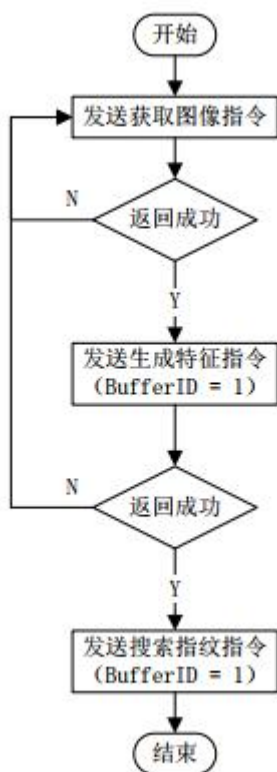 开始
发送获取图像指令
N
返回成功
Y
发送生成特征指令
(BufferID = 1)
N
返回成功
Y
发送搜索指纹指令
(BufferID = 1)
结束